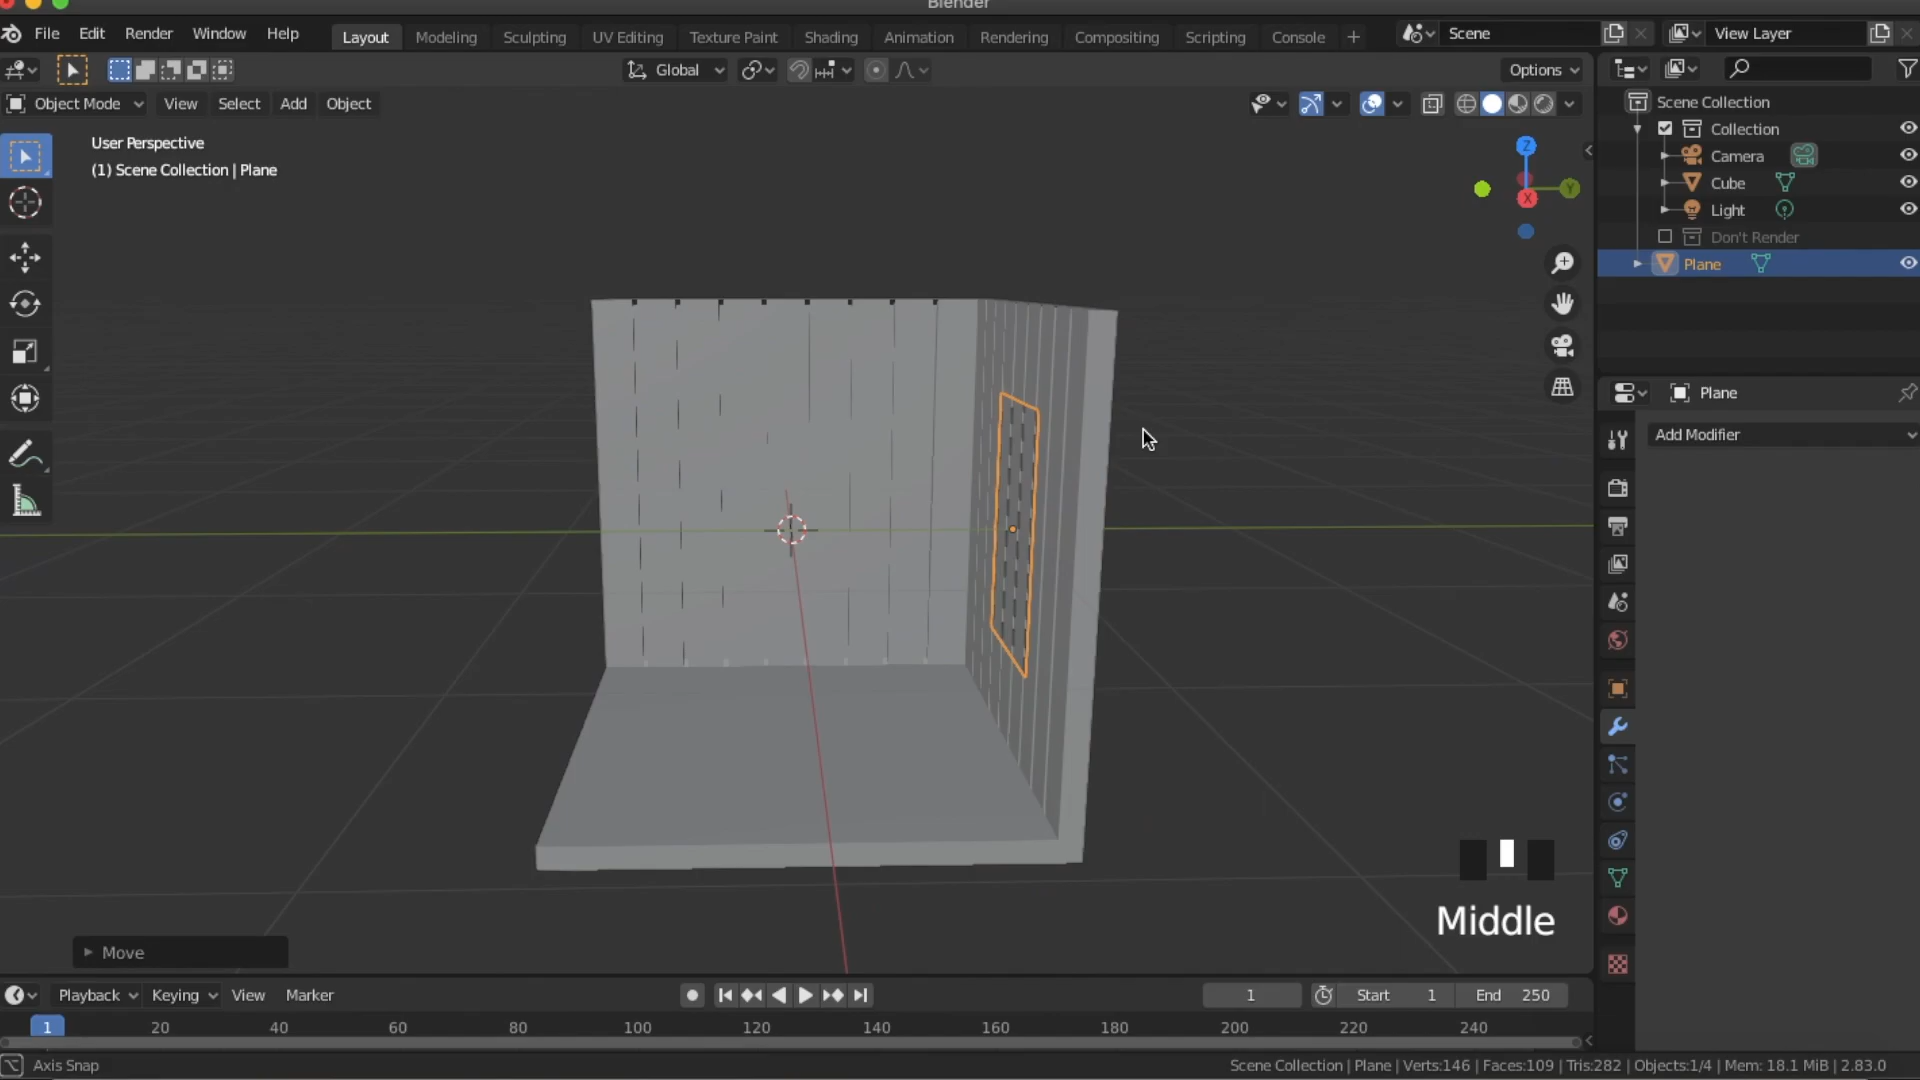 Blender
File Edit Render Window Help Layout Modeling Sculpting UV Editing Texture Paint Shading Animation Rendering Compositing Scripting Console + Scene View Layer
Global Options
Object Mode View Select Add Object
Scene Collection
Collection
Camera
Cube
Light
Don't Render
Plane
User Perspective
(1) Scene Collection | Plane
Z
Y
X
Plane
Add Modifier
Middle
Move
Playback Keying View Marker 1 Start 1 End 250
1 20 40 60 80 100 120 140 160 180 200 220 240
Axis Snap Scene Collection | Plane | Verts:146 | Faces:109 | Tris:282 | Objects:1/4 | Mem: 18.1 MiB | 2.83.0